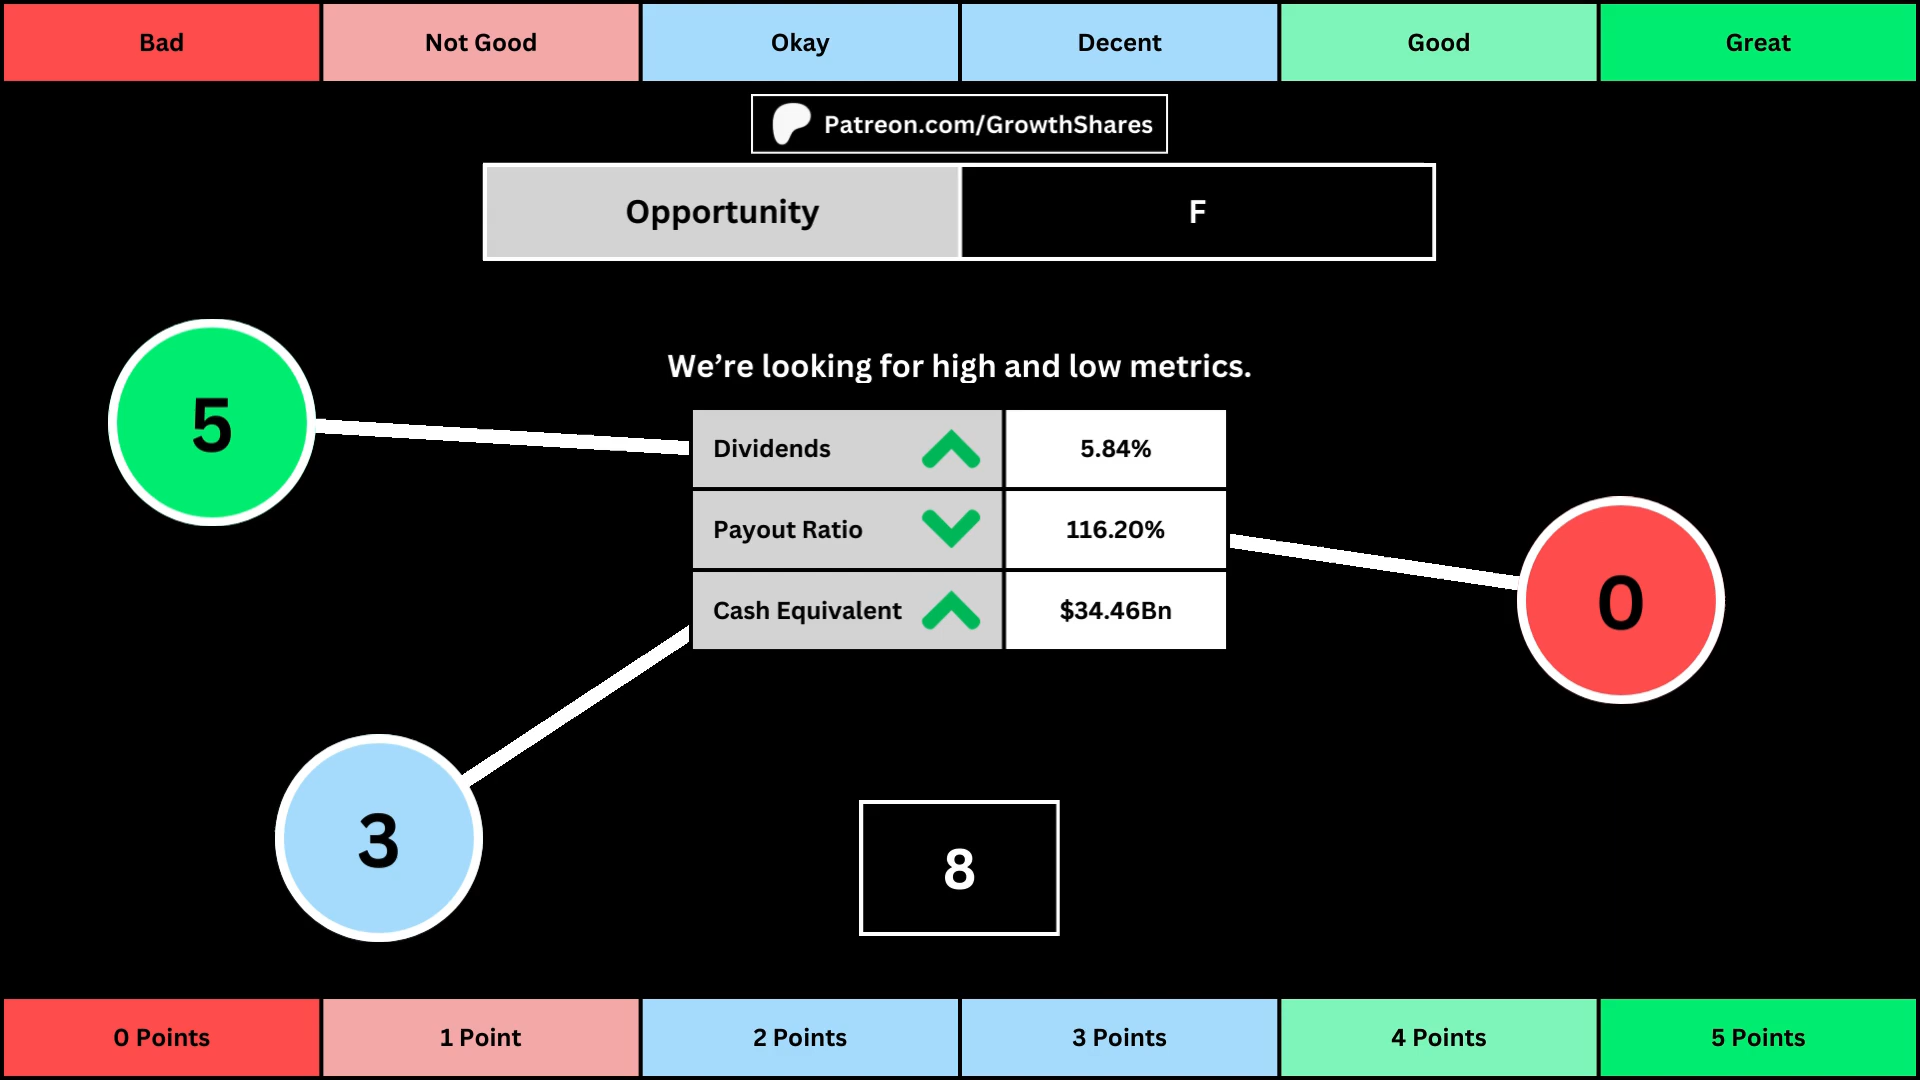 Bad Not Good Okay Decent Good Great
Patreon.com/GrowthShares
Opportunity F
We’re looking for high and low metrics.
5
Dividends 5.84%
Payout Ratio 116.20%
Cash Equivalent $34.46Bn
0
3
8
0 Points 1 Point 2 Points 3 Points 4 Points 5 Points